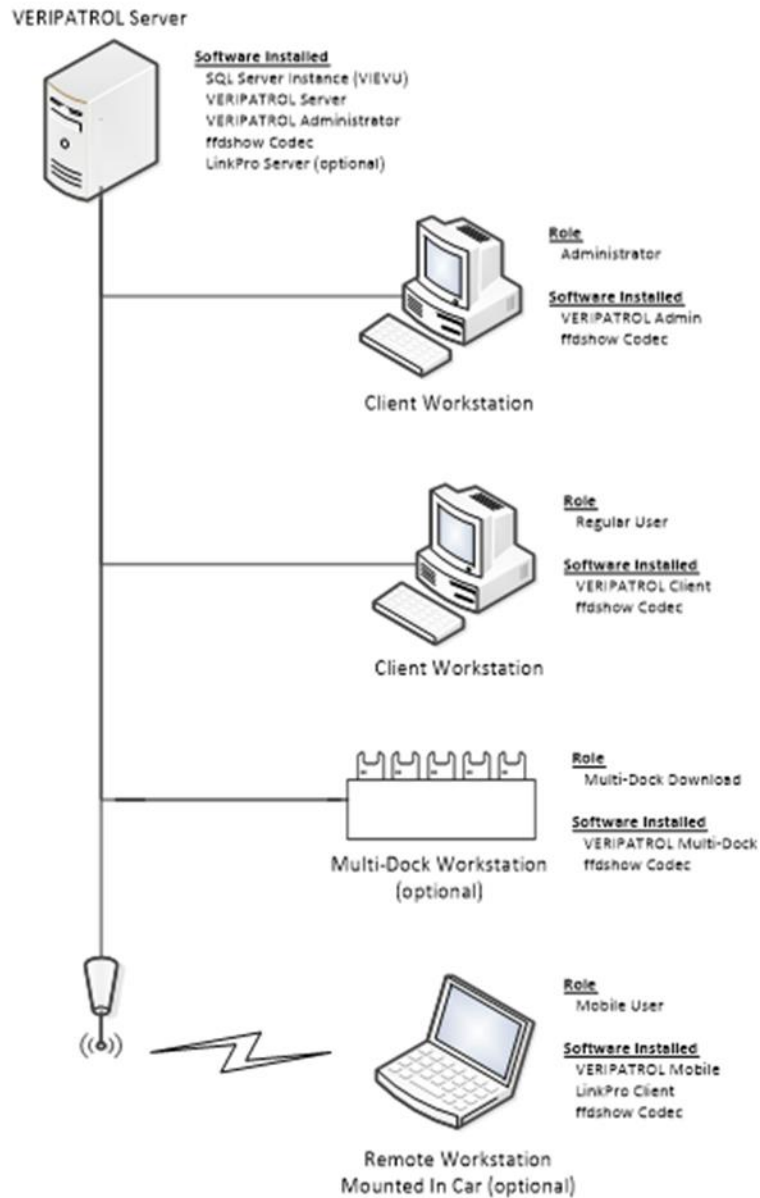 VERIPATROL Server
Software Installed
SQL Server Instance (VIEVU)
VERIPATROL Server
VERIPATROL Administrator
ffdshow Codec
LinkPro Server (optional)
Role
Administrator
Software Installed
VERIPATROL Admin
ffdshow Codec
Client Workstation
Role
Regular User
Software Installed
VERIPATROL Client
ffdshow Codec
Client Workstation
Role
Multi-Dock Download
Software Installed
VERIPATROL Multi-Dock
ffdshow Codec
Multi-Dock Workstation
(optional)
Role
Mobile User
Software Installed
VERIPATROL Mobile
LinkPro Client
ffdshow Codec
Remote Workstation
Mounted In Car (optional)